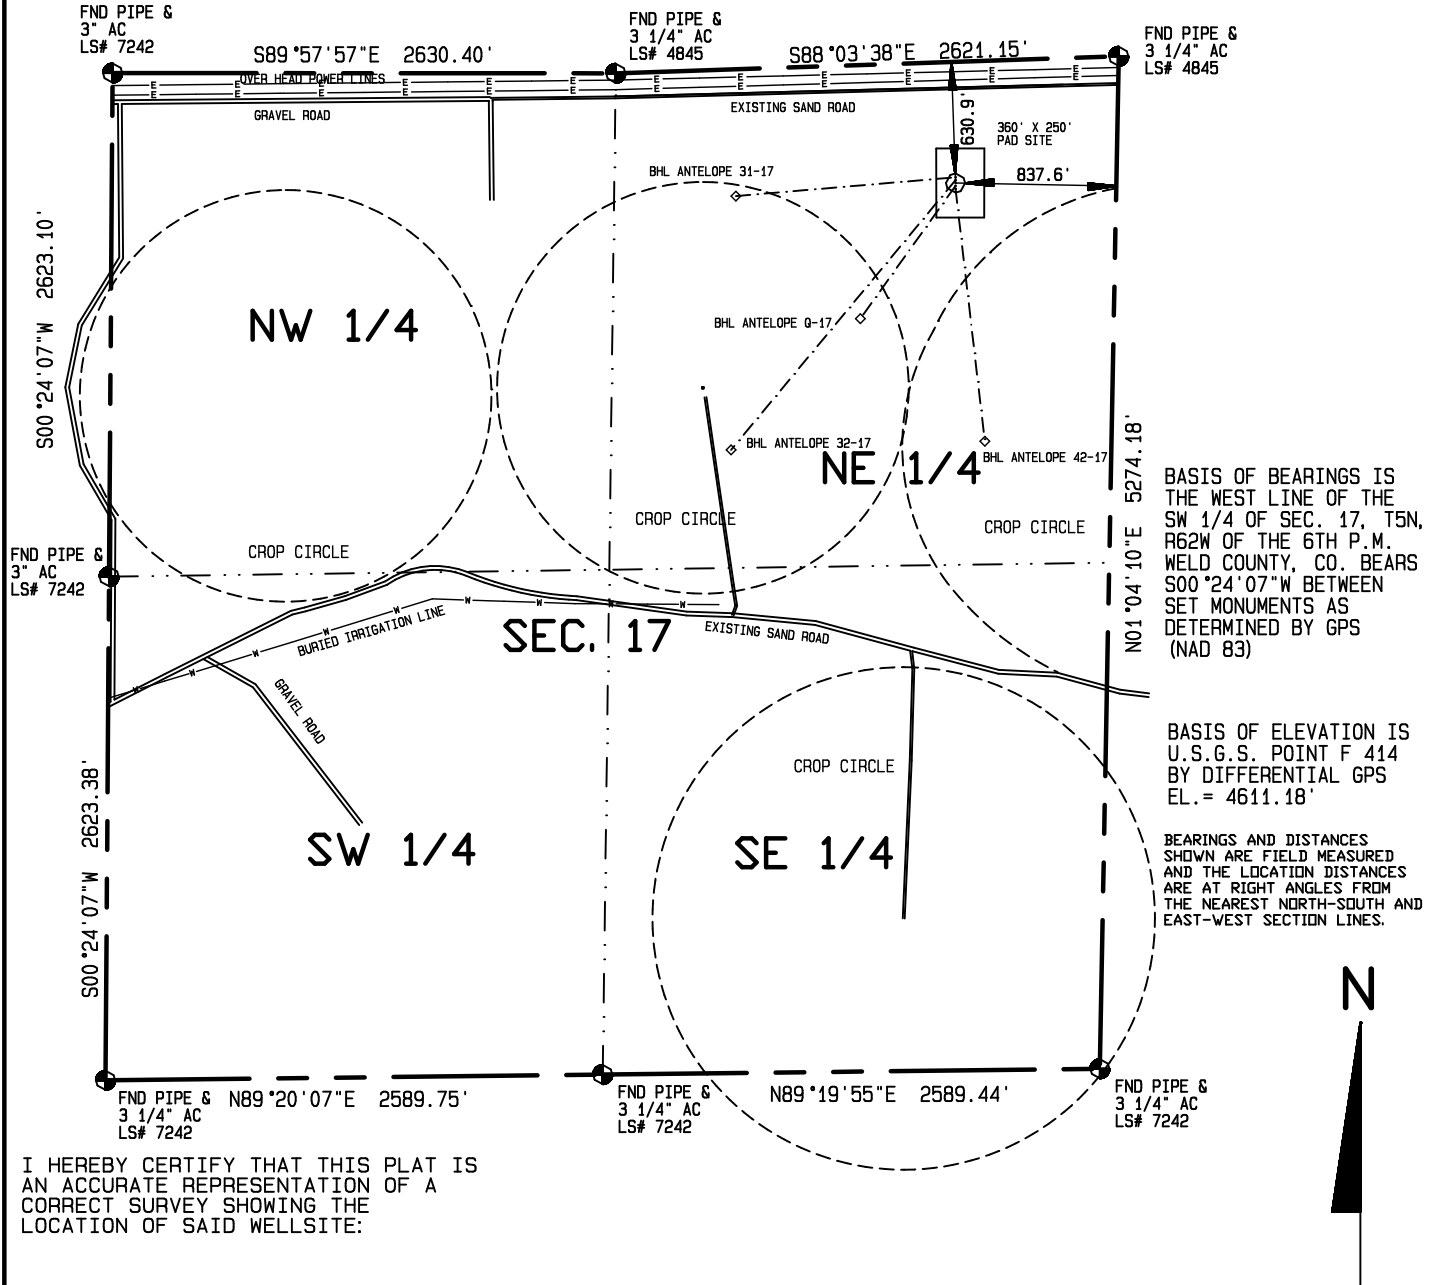 FND PIPE &
3" AC
LS# 7242
S89°57'57"E 2630.40'
FND PIPE &
3 1/4" AC
LS# 4845
S88°03'38"E 2621.15'
FND PIPE &
3 1/4" AC
LS# 4845
OVER HEAD POWER LINES
E E E E E E E E E E E E
E E E E E E E E E E E E
GRAVEL ROAD
EXISTING SAND ROAD
630.9'
360' X 250'
PAD SITE
837.6'
BHL ANTELOPE 31-17
S00°24'07"W 2623.10'
NW 1/4
BHL ANTELOPE Q-17
BHL ANTELOPE 32-17
NE 1/4
BHL ANTELOPE 42-17
N01°04'10"E 5274.18'
BASIS OF BEARINGS IS
THE WEST LINE OF THE
SW 1/4 OF SEC. 17, T5N,
R62W OF THE 6TH P.M.
WELD COUNTY, CO. BEARS
S00°24'07"W BETWEEN
SET MONUMENTS AS
DETERMINED BY GPS
(NAD 83)
CROP CIRCLE
CROP CIRCLE
CROP CIRCLE
FND PIPE &
3" AC
LS# 7242
W W W W W W W W W
BURIED IRRIGATION LINE
SEC. 17
EXISTING SAND ROAD
GRAVEL ROAD
CROP CIRCLE
BASIS OF ELEVATION IS
U.S.G.S. POINT F 414
BY DIFFERENTIAL GPS
EL.= 4611.18'
S00°24'07"W 2623.38'
SW 1/4
SE 1/4
BEARINGS AND DISTANCES
SHOWN ARE FIELD MEASURED
AND THE LOCATION DISTANCES
ARE AT RIGHT ANGLES FROM
THE NEAREST NORTH-SOUTH AND
EAST-WEST SECTION LINES.
N
FND PIPE &
3 1/4" AC
LS# 7242
N89°20'07"E 2589.75'
FND PIPE &
3 1/4" AC
LS# 7242
N89°19'55"E 2589.44'
FND PIPE &
3 1/4" AC
LS# 7242
I HEREBY CERTIFY THAT THIS PLAT IS
AN ACCURATE REPRESENTATION OF A
CORRECT SURVEY SHOWING THE
LOCATION OF SAID WELLSITE: